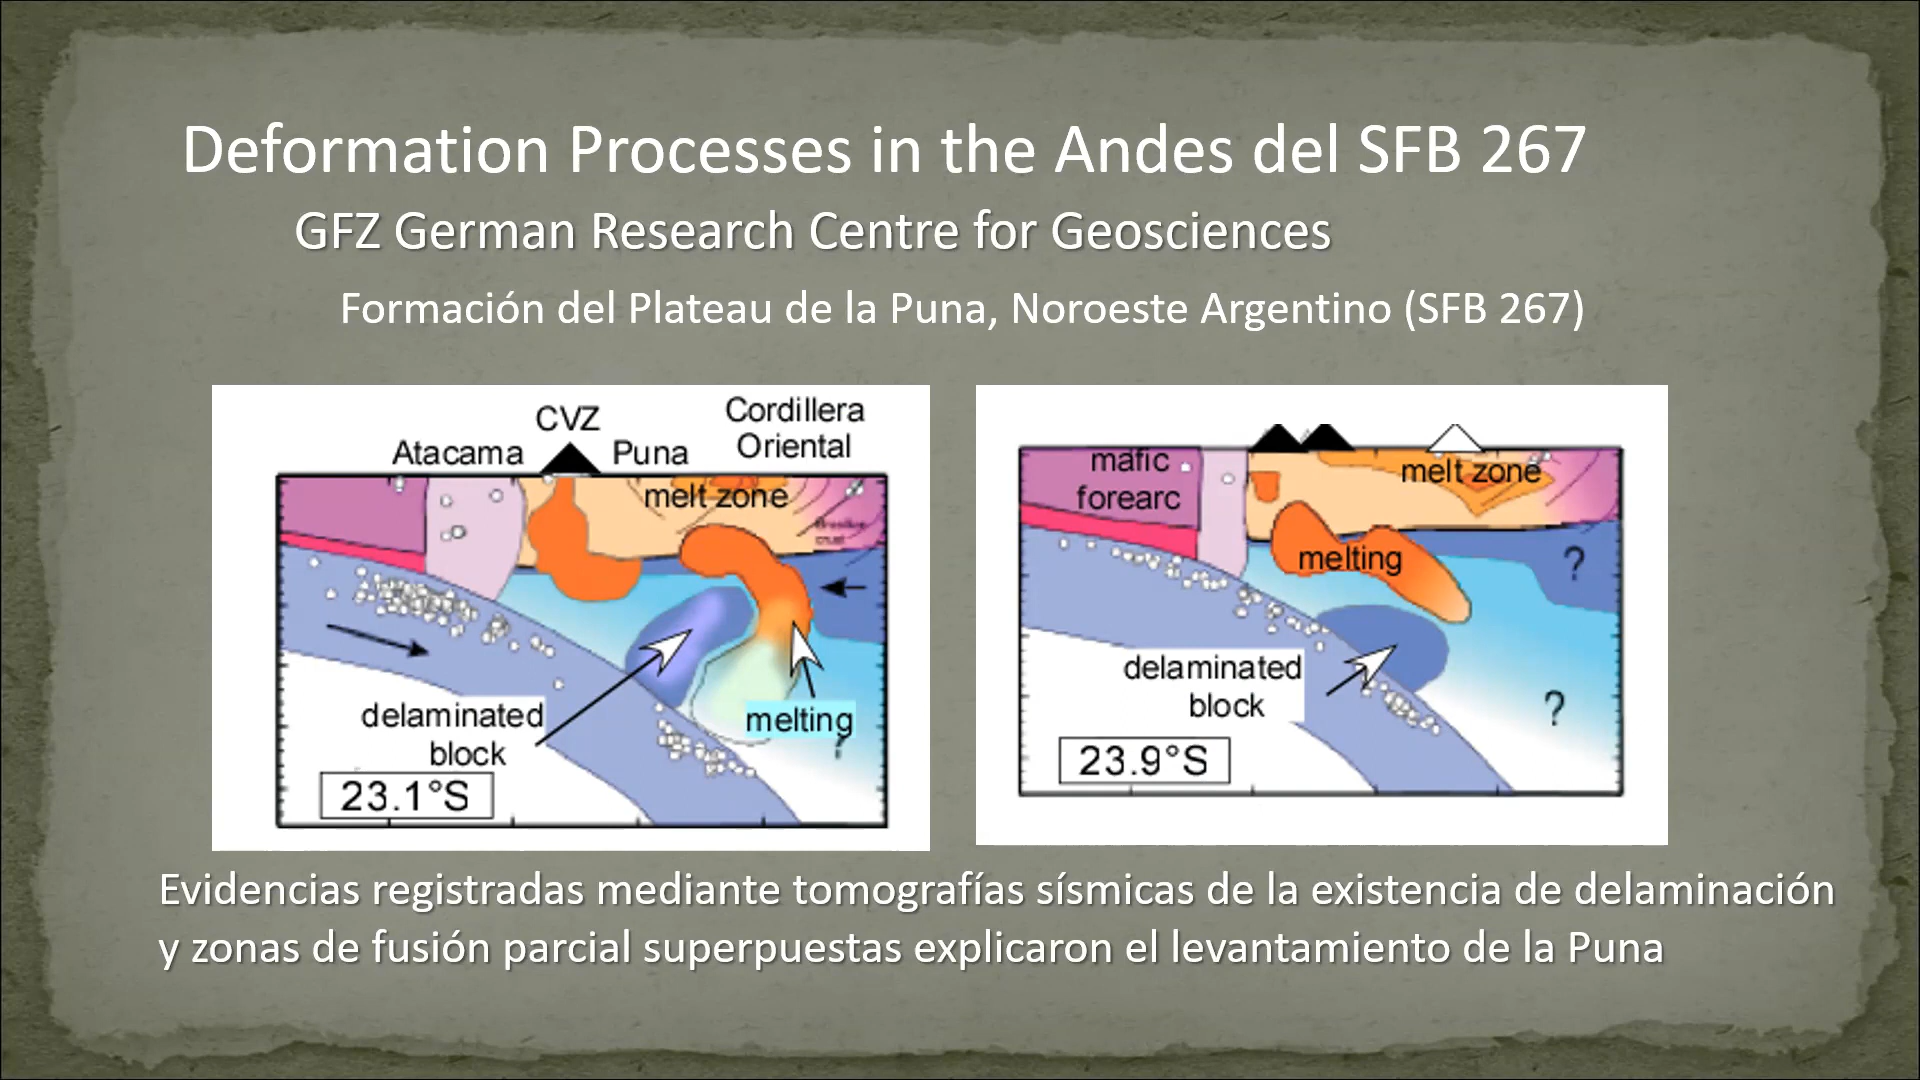 Deformation Processes in the Andes del SFB 267
GFZ German Research Centre for Geosciences
Formación del Plateau de la Puna, Noroeste Argentino (SFB 267)
CVZ
Cordillera
Oriental
Atacama
Puna
melt zone
crust
delaminated
block
melting
?
23.1°S
mafic
forearc
melt zone
melting
?
delaminated
block
?
23.9°S
Evidencias registradas mediante tomografías sísmicas de la existencia de delaminación
y zonas de fusión parcial superpuestas explicaron el levantamiento de la Puna